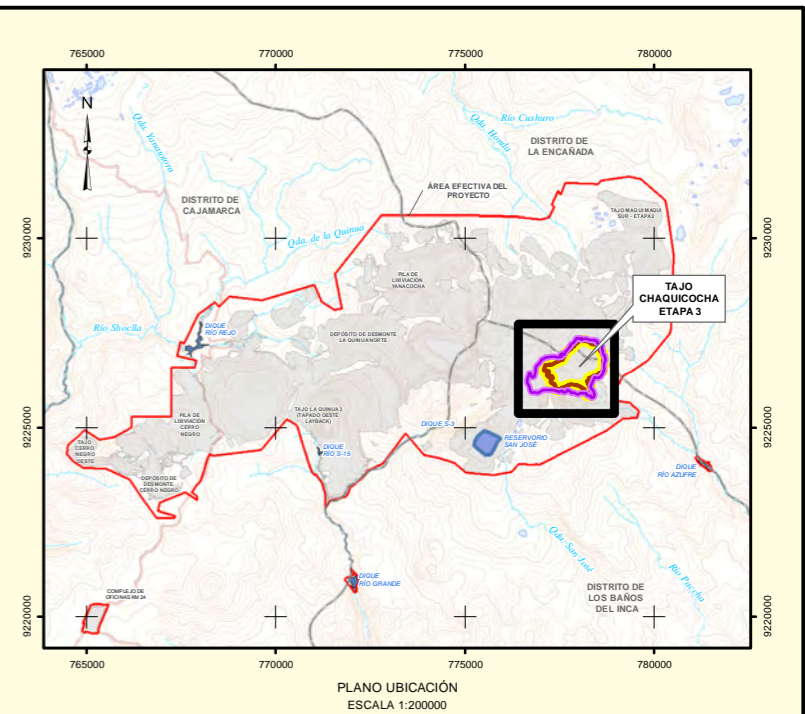 765000
770000
775000
780000
N
Río Cushuro
Qda. Honda
DISTRITO DE
LA ENCAÑADA
Qda. Yanatotora
ÁREA EFECTIVA DEL
PROYECTO
DISTRITO DE
CAJAMARCA
TAJO MAQUI MAQUI
SUR - ETAPA 2
9230000
9230000
Qda. de la Quinua
PILA DE
LIXIVIACIÓN
YANACOCHA
TAJO
CHAQUICOCHA
ETAPA 3
Río Shoclla
DIQUE
RÍO REJO
DEPÓSITO DE DESMONTE
LA QUINUA NORTE
PILA DE
LIXIVIACIÓN
CERRO
NEGRO
TAJO LA QUINUA 3
(TAPADO OESTE
LAYBACK)
DIQUE S-3
9225000
9225000
TAJO
CERRO
NEGRO
OESTE
DIQUE
RÍO S-15
RESERVORIO
SAN JOSÉ
DEPÓSITO DE
DESMONTE
CERRO NEGRO
DIQUE
RÍO AZUFRE
Qda. San José
Río Paccha
DIQUE
RÍO GRANDE
COMPLEJO DE
OFICINAS KM 24
DISTRITO DE
LOS BAÑOS
DEL INCA
9220000
9220000
765000
770000
775000
780000
PLANO UBICACIÓN
ESCALA 1:200000